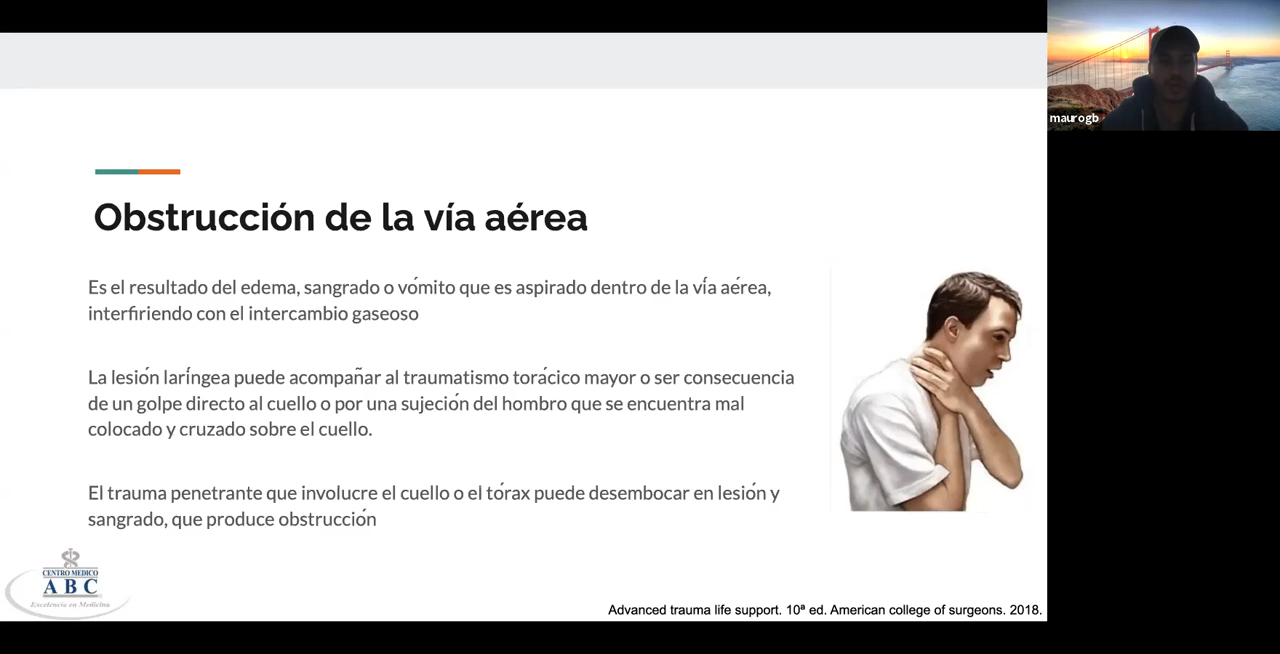 maurogb
Obstrucción de la vía aérea
Es el resultado del edema, sangrado o vómito que es aspirado dentro de la vía aérea,
interfiriendo con el intercambio gaseoso
La lesión laríngea puede acompañar al traumatismo torácico mayor o ser consecuencia
de un golpe directo al cuello o por una sujeción del hombro que se encuentra mal
colocado y cruzado sobre el cuello.
El trauma penetrante que involucre el cuello o el tórax puede desembocar en lesión y
sangrado, que produce obstrucción
CENTRO MEDICO
A B C
Excelencia en Medicina
Advanced trauma life support. 10ª ed. American college of surgeons. 2018.